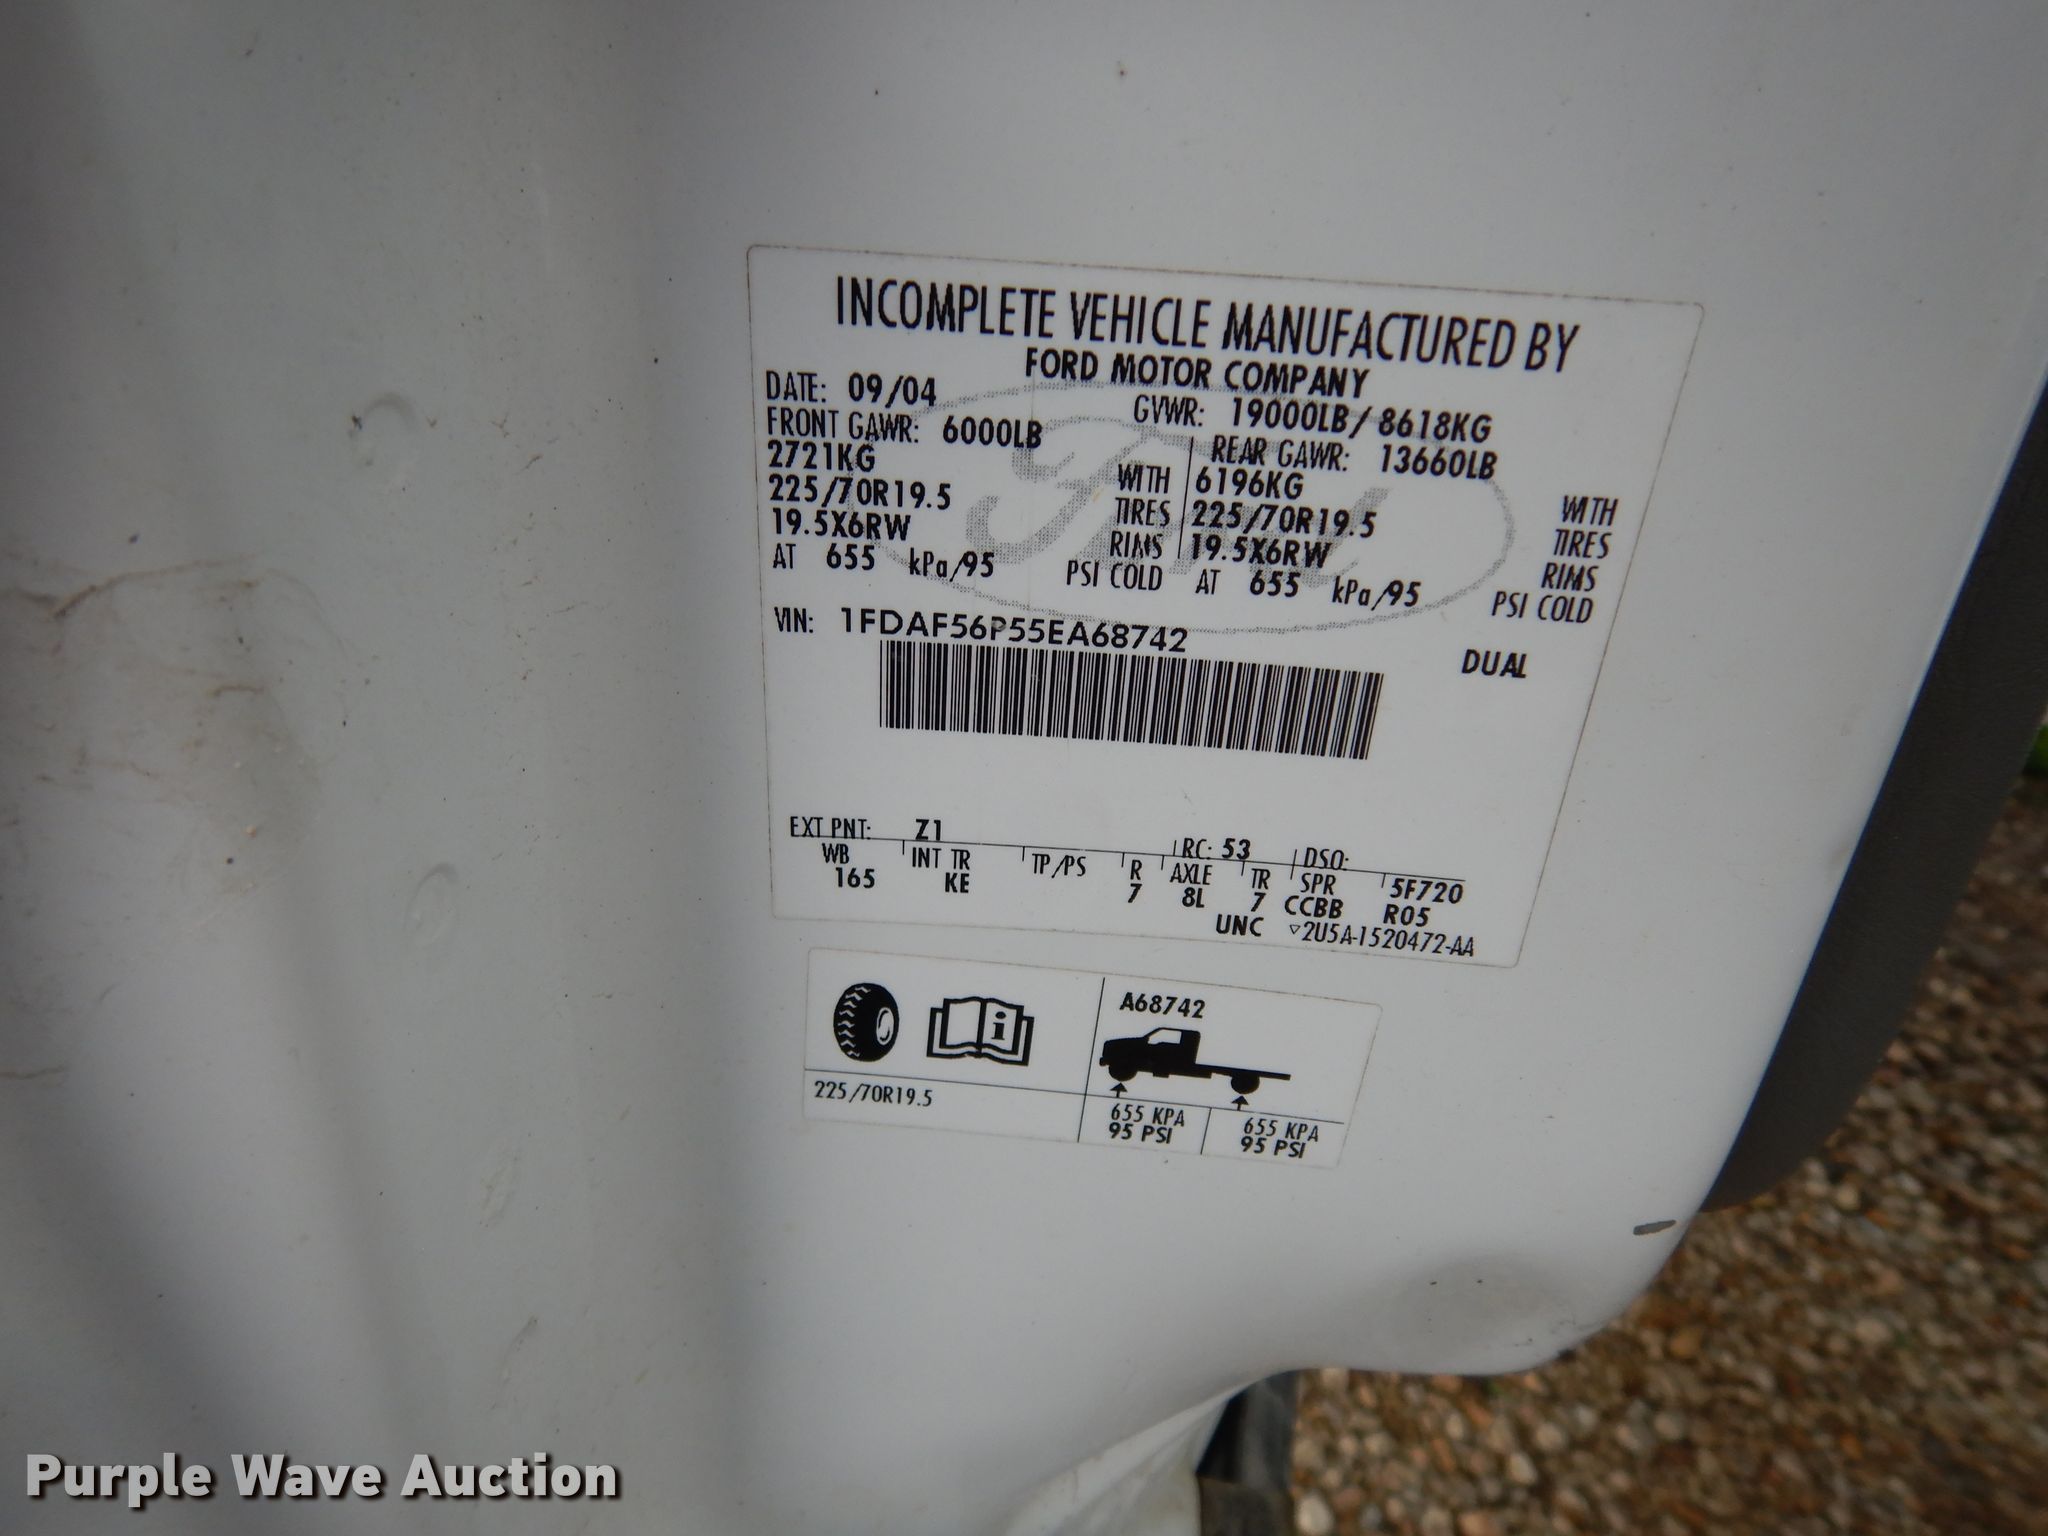 INCOMPLETE VEHICLE MANUFACTURED BY
FORD MOTOR COMPANY
DATE: 09/04 GVWR: 19000LB/ 8618KG
FRONT GAWR: 6000LB REAR GAWR: 13660LB
2721KG WITH 6196KG WITH
225/70R19.5 TIRES 225/70R19.5 TIRES
19.5X6RW RIMS 19.5X6RW RIMS
AT 655 kPa/95 PSI COLD AT 655 kPa/95 PSI COLD
Ford
VIN: 1FDAF56P55EA68742
DUAL
EXT PNT: Z1 RC: 53 DSO:
WB INT TR TP/PS R AXLE TR SPR 5F720
165 KE 7 8L 7 CCBB R05
UNC ▽2U5A-1520472-AA
A68742
225/70R19.5
655 KPA 655 KPA
95 PSI 95 PSI
Purple Wave Auction